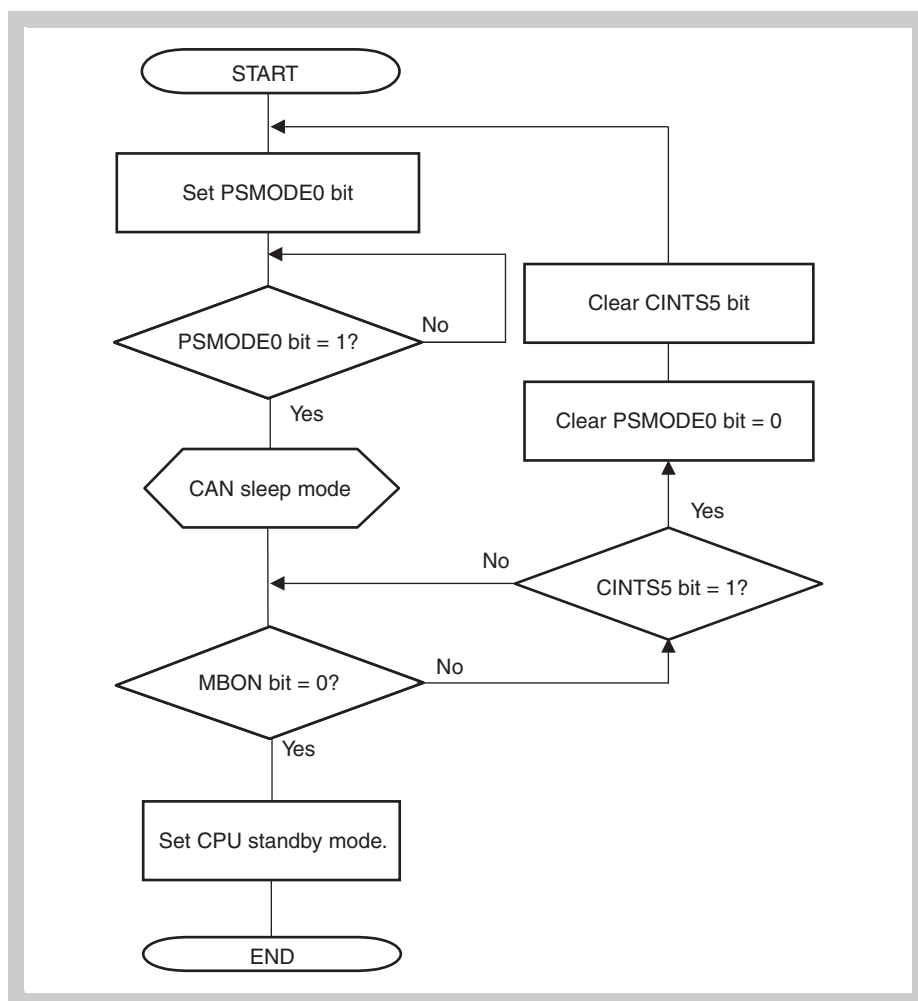 START
Set PSMODE0 bit
PSMODE0 bit = 1?
No
Yes
CAN sleep mode
Clear CINTS5 bit
Clear PSMODE0 bit = 0
Yes
No
CINTS5 bit = 1?
MBON bit = 0?
No
Yes
Set CPU standby mode.
END